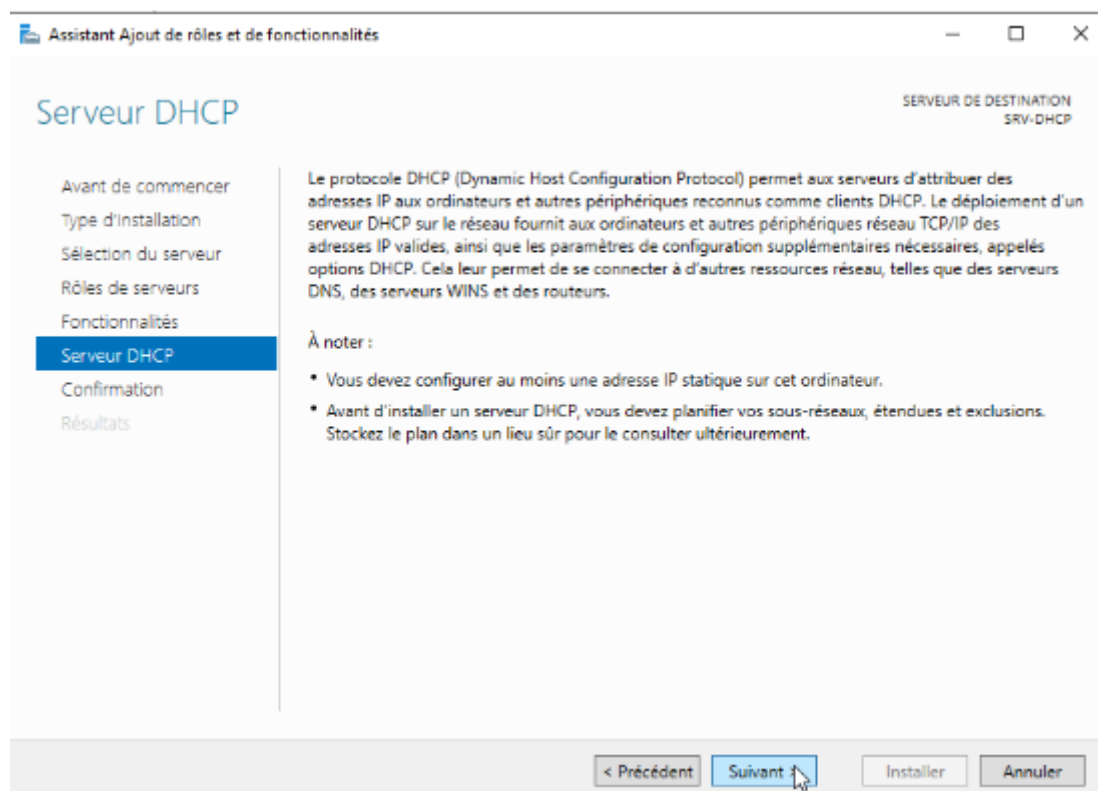 Assistant Ajout de rôles et de fonctionnalités
Serveur DHCP
SERVEUR DE DESTINATION
SRV-DHCP
Avant de commencer
Type d'installation
Sélection du serveur
Rôles de serveurs
Fonctionnalités
Serveur DHCP
Confirmation
Résultats
Le protocole DHCP (Dynamic Host Configuration Protocol) permet aux serveurs d'attribuer des
adresses IP aux ordinateurs et autres périphériques reconnus comme clients DHCP. Le déploiement d'un
serveur DHCP sur le réseau fournit aux ordinateurs et autres périphériques réseau TCP/IP des
adresses IP valides, ainsi que les paramètres de configuration supplémentaires nécessaires, appelés
options DHCP. Cela leur permet de se connecter à d'autres ressources réseau, telles que des serveurs
DNS, des serveurs WINS et des routeurs.
À noter :
• Vous devez configurer au moins une adresse IP statique sur cet ordinateur.
• Avant d'installer un serveur DHCP, vous devez planifier vos sous-réseaux, étendues et exclusions.
Stockez le plan dans un lieu sûr pour le consulter ultérieurement.
< Précédent
Suivant >
Installer
Annuler